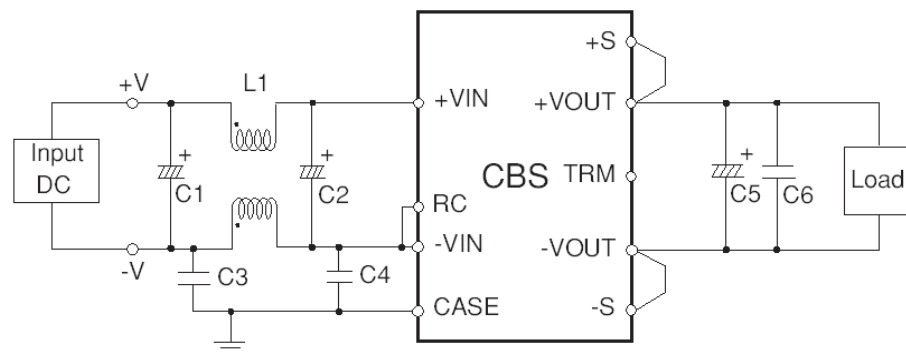 +S
+V
L1
+VIN
+VOUT
Input
DC
+
C1
+
C2
CBS
TRM
+
C5
C6
Load
RC
-VIN
-VOUT
-V
C3
C4
CASE
-S